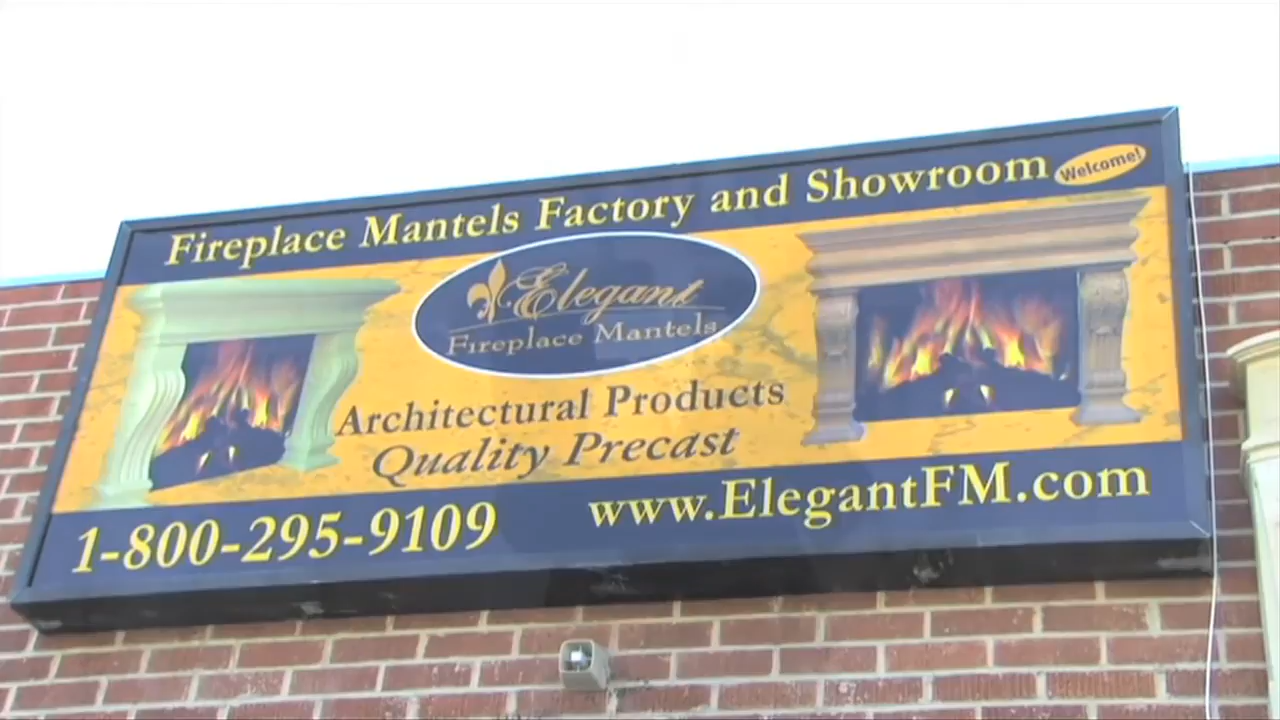 Fireplace Mantels Factory and Showroom Welcome!
Elegant
Fireplace Mantels
Architectural Products
Quality Precast
1-800-295-9109 www.ElegantFM.com